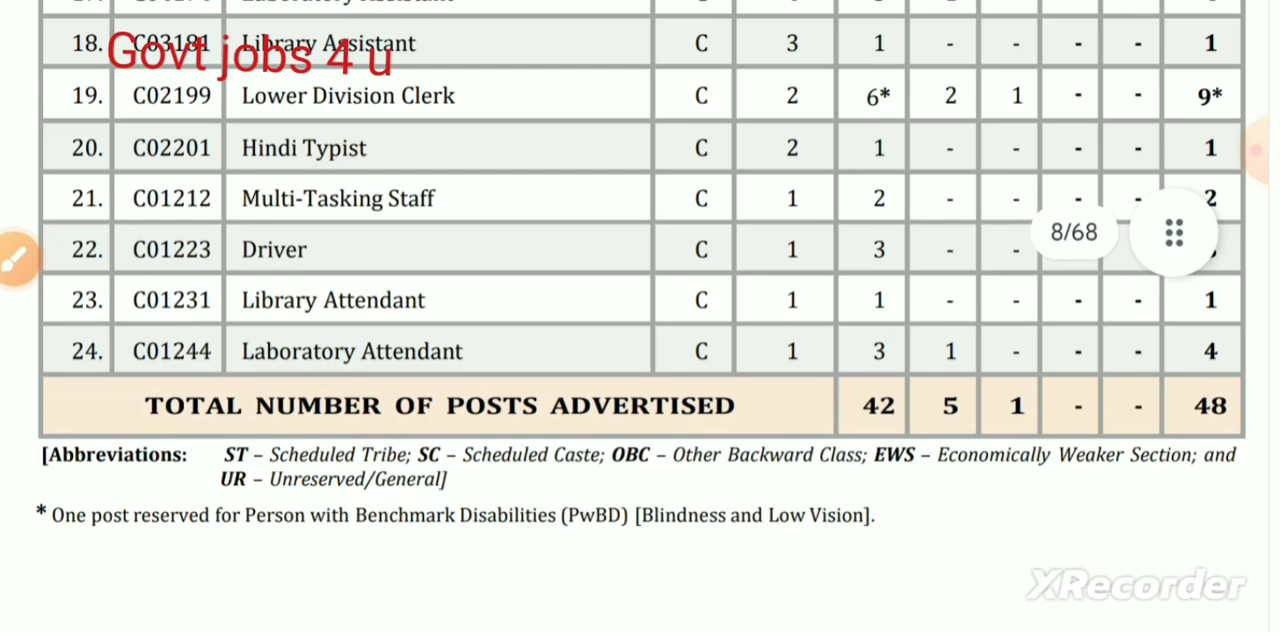 18. C03181 Library Assistant C 3 1 - - - - 1
Govt jobs 4 u
19. C02199 Lower Division Clerk C 2 6* 2 1 - - 9*
20. C02201 Hindi Typist C 2 1 - - - - 1
21. C01212 Multi-Tasking Staff C 1 2 - - - - 2
8/68
22. C01223 Driver C 1 3 - -
23. C01231 Library Attendant C 1 1 - - - - 1
24. C01244 Laboratory Attendant C 1 3 1 - - - 4
TOTAL NUMBER OF POSTS ADVERTISED 42 5 1 - - 48
[Abbreviations: ST – Scheduled Tribe; SC – Scheduled Caste; OBC – Other Backward Class; EWS – Economically Weaker Section; and
UR – Unreserved/General]
* One post reserved for Person with Benchmark Disabilities (PwBD) [Blindness and Low Vision].
XRecorder